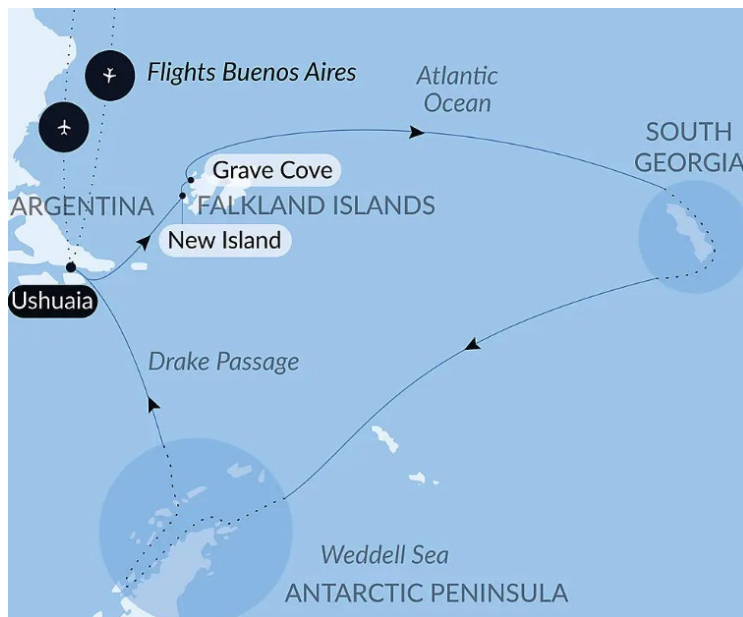 Flights Buenos Aires
Atlantic
Ocean
SOUTH
GEORGIA
Grave Cove
ARGENTINA
FALKLAND ISLANDS
New Island
Ushuaia
Drake Passage
Weddell Sea
ANTARCTIC PENINSULA